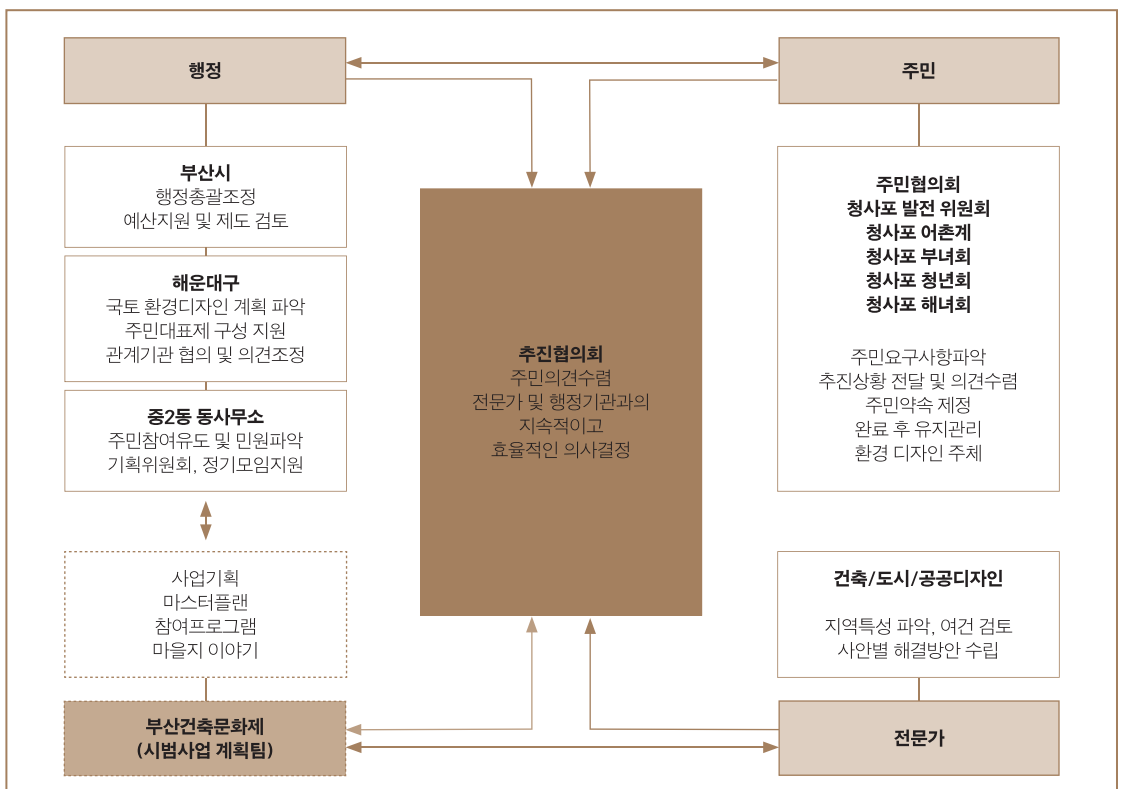 행정
주민
부산시
행정총괄조정
예산지원 및 제도 검토
해운대구
국토 환경디자인 계획 파악
주민대표제 구성 지원
관계기관 협의 및 의견조정
중2동 동사무소
주민참여유도 및 민원파악
기획위원회, 정기모임지원
추진협의회
주민의견수렴
전문가 및 행정기관과의
지속적이고
효율적인 의사결정
주민협의회
청사포 발전 위원회
청사포 어촌계
청사포 부녀회
청사포 청년회
청사포 해녀회
주민요구사항파악
추진상황 전달 및 의견수렴
주민약속 제정
완료 후 유지관리
환경 디자인 주체
사업기획
마스터플랜
참여프로그램
마을지 이야기
부산건축문화제
(시범사업 계획팀)
건축/도시/공공디자인
지역특성 파악, 여건 검토
사안별 해결방안 수립
전문가